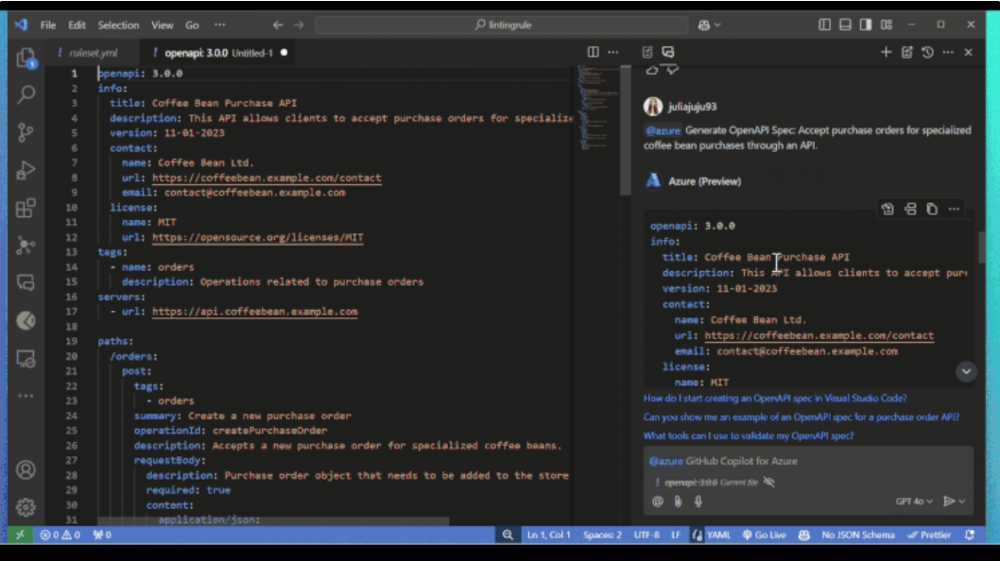 File Edit Selection View Go ··· lintingrule
! ruleset.yml ! openapi: 3.0.0 Untitled-1 ●
1 openapi: 3.0.0
2 info:
3 title: Coffee Bean Purchase API
4 description: This API allows clients to accept purchase orders for specialize
5 version: 11-01-2023
6 contact:
7 name: Coffee Bean Ltd.
8 url: https://coffeebean.example.com/contact
9 email: contact@coffeebean.example.com
10 license:
11 name: MIT
12 url: https://opensource.org/licenses/MIT
13 tags:
14 - name: orders
15 description: Operations related to purchase orders
16 servers:
17 - url: https://api.coffeebean.example.com
18
19 paths:
20 /orders:
21 post:
22 tags:
23 - orders
24 summary: Create a new purchase order
25 operationId: createPurchaseOrder
26 description: Accepts a new purchase order for specialized coffee beans.
27 requestBody:
28 description: Purchase order object that needs to be added to the store
29 required: true
30 content:
31 application/json:
juliajuju93
@azure Generate OpenAPI Spec: Accept purchase orders for specialized
coffee bean purchases through an API.
Azure (Preview)
openapi: 3.0.0
info:
title: Coffee Bean Purchase API
description: This API allows clients to accept pur
version: 11-01-2023
contact:
name: Coffee Bean Ltd.
url: https://coffeebean.example.com/contact
email: contact@coffeebean.example.com
license:
name: MIT
How do I start creating an OpenAPI spec in Visual Studio Code?
Can you show me an example of an OpenAPI spec for a purchase order API?
What tools can I use to validate my OpenAPI spec?
@azure GitHub Copilot for Azure
! openapi: 3.0.0 Current file
GPT 4o
0 0 0 Ln 1, Col 1 Spaces: 2 UTF-8 LF YAML Go Live No JSON Schema Prettier